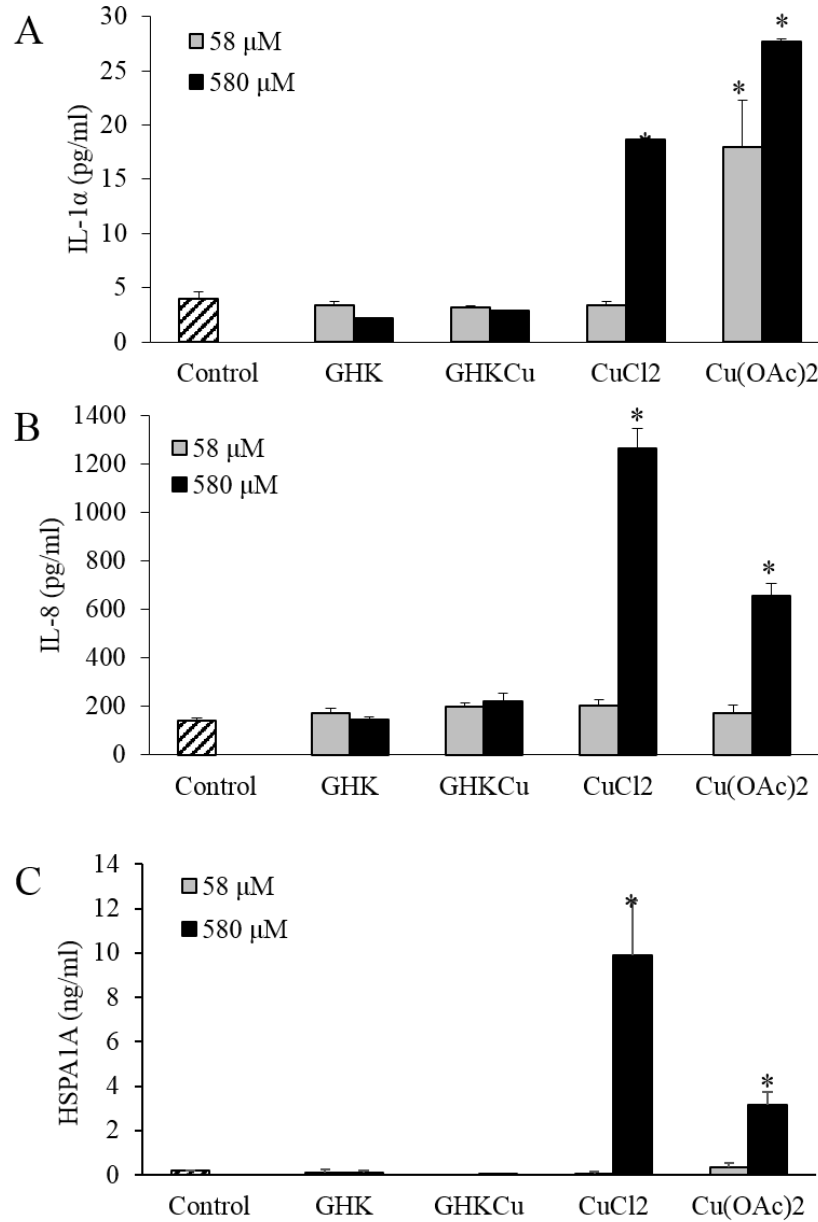 A
IL-1α (pg/ml)
30
25
20
15
10
5
0
58 μM
580 μM
*
*
*
Control GHK GHKCu CuCl2 Cu(OAc)2
B
IL-8 (pg/ml)
1400
1200
1000
800
600
400
200
0
58 μM
580 μM
*
*
Control GHK GHKCu CuCl2 Cu(OAc)2
C
HSPA1A (ng/ml)
14
12
10
8
6
4
2
0
58 μM
580 μM
*
*
Control GHK GHKCu CuCl2 Cu(OAc)2